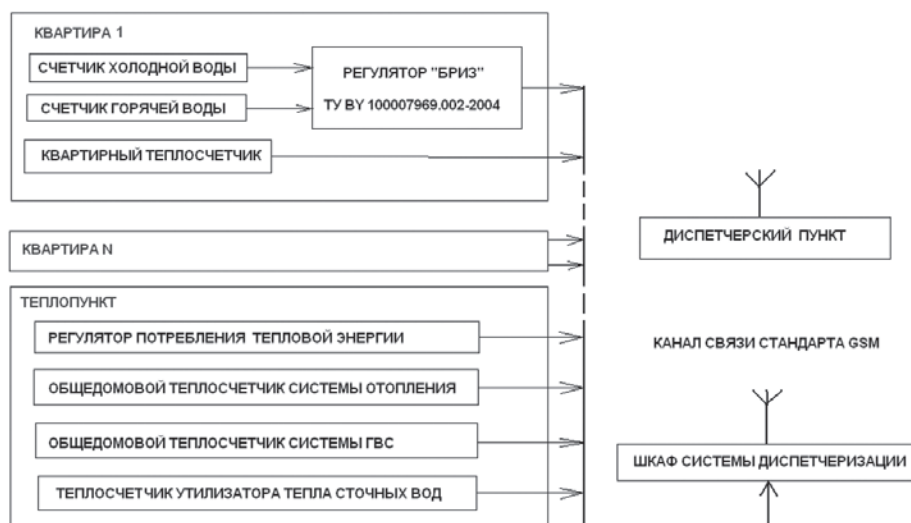 КВАРТИРА 1
СЧЕТЧИК ХОЛОДНОЙ ВОДЫ
РЕГУЛЯТОР "БРИЗ"
ТУ BY 100007969.002-2004
СЧЕТЧИК ГОРЯЧЕЙ ВОДЫ
КВАРТИРНЫЙ ТЕПЛОСЧЕТЧИК
КВАРТИРА N
ТЕПЛОПУНКТ
РЕГУЛЯТОР ПОТРЕБЛЕНИЯ ТЕПЛОВОЙ ЭНЕРГИИ
ОБЩЕДОМОВОЙ ТЕПЛОСЧЕТЧИК СИСТЕМЫ ОТОПЛЕНИЯ
ОБЩЕДОМОВОЙ ТЕПЛОСЧЕТЧИК СИСТЕМЫ ГВС
ТЕПЛОСЧЕТЧИК УТИЛИЗАТОРА ТЕПЛА СТОЧНЫХ ВОД
ДИСПЕТЧЕРСКИЙ ПУНКТ
КАНАЛ СВЯЗИ СТАНДАРТА GSM
ШКАФ СИСТЕМЫ ДИСПЕТЧЕРИЗАЦИИ